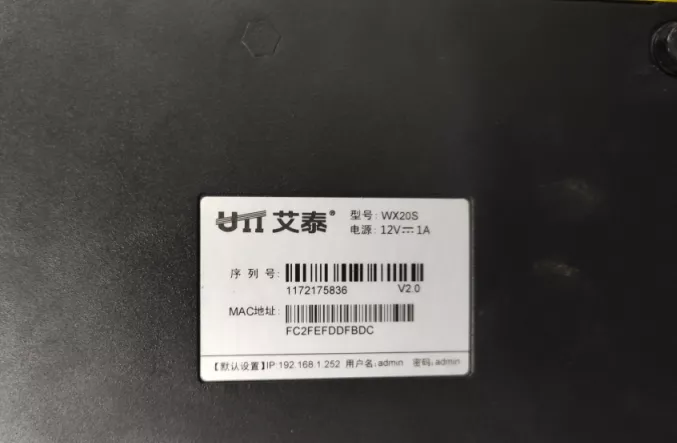 UTT 艾泰®
型号: WX20S
电源: 12V⎓1A
序列号:
1172175836 V2.0
MAC地址:
FC2FEFDDFBDC
【默认设置】IP:192.168.1.252 用户名:admin 密码:admin